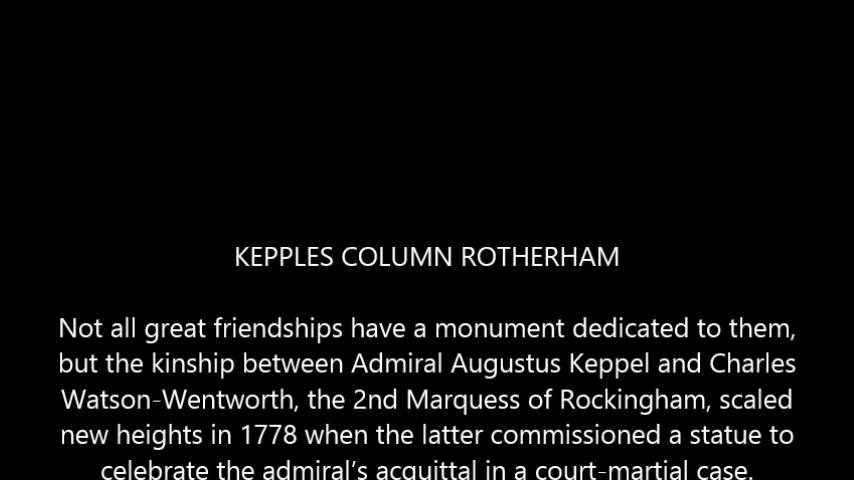 KEPPLES COLUMN ROTHERHAM
Not all great friendships have a monument dedicated to them,
but the kinship between Admiral Augustus Keppel and Charles
Watson-Wentworth, the 2nd Marquess of Rockingham, scaled
new heights in 1778 when the latter commissioned a statue to
celebrate the admiral’s acquittal in a court-martial case.